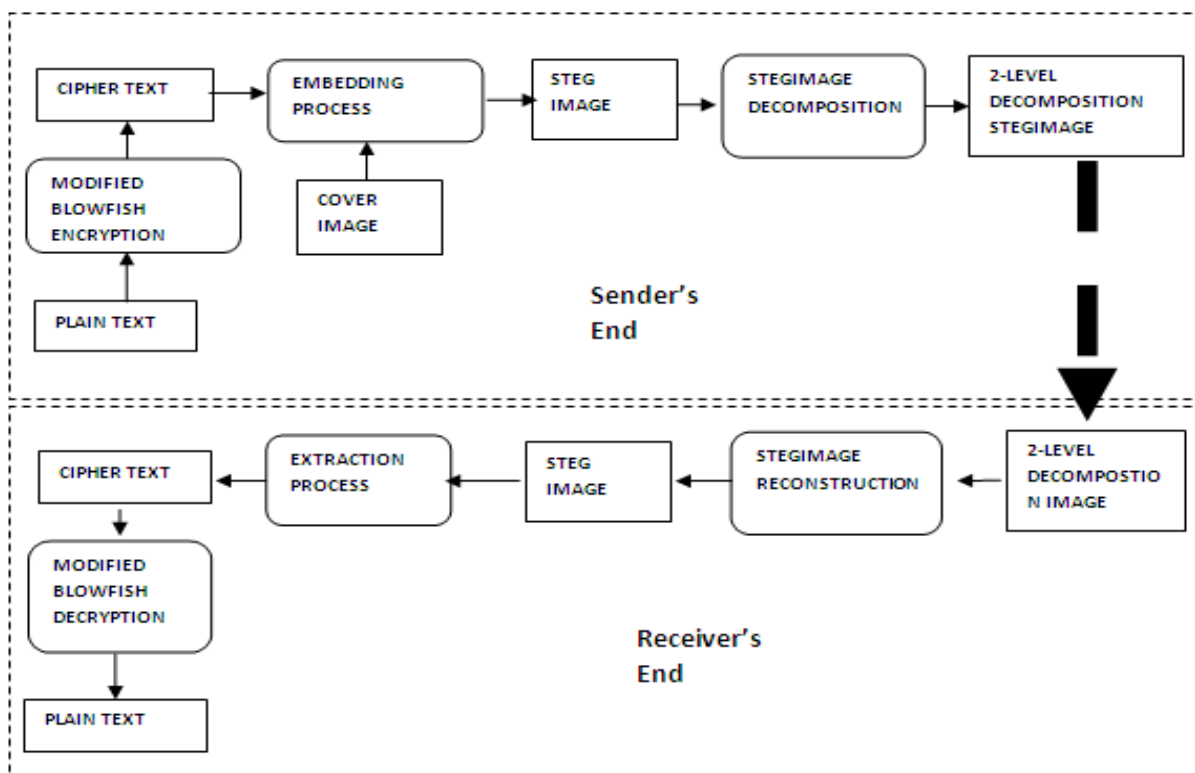 CIPHER TEXT
EMBEDDING
PROCESS
STEG
IMAGE
STEGIMAGE
DECOMPOSITION
2-LEVEL
DECOMPOSITION
STEGIMAGE
MODIFIED
BLOWFISH
ENCRYPTION
COVER
IMAGE
PLAIN TEXT
Sender's
End
CIPHER TEXT
EXTRACTION
PROCESS
STEG
IMAGE
STEGIMAGE
RECONSTRUCTION
2-LEVEL
DECOMPOSTIO
N IMAGE
MODIFIED
BLOWFISH
DECRYPTION
Receiver's
End
PLAIN TEXT